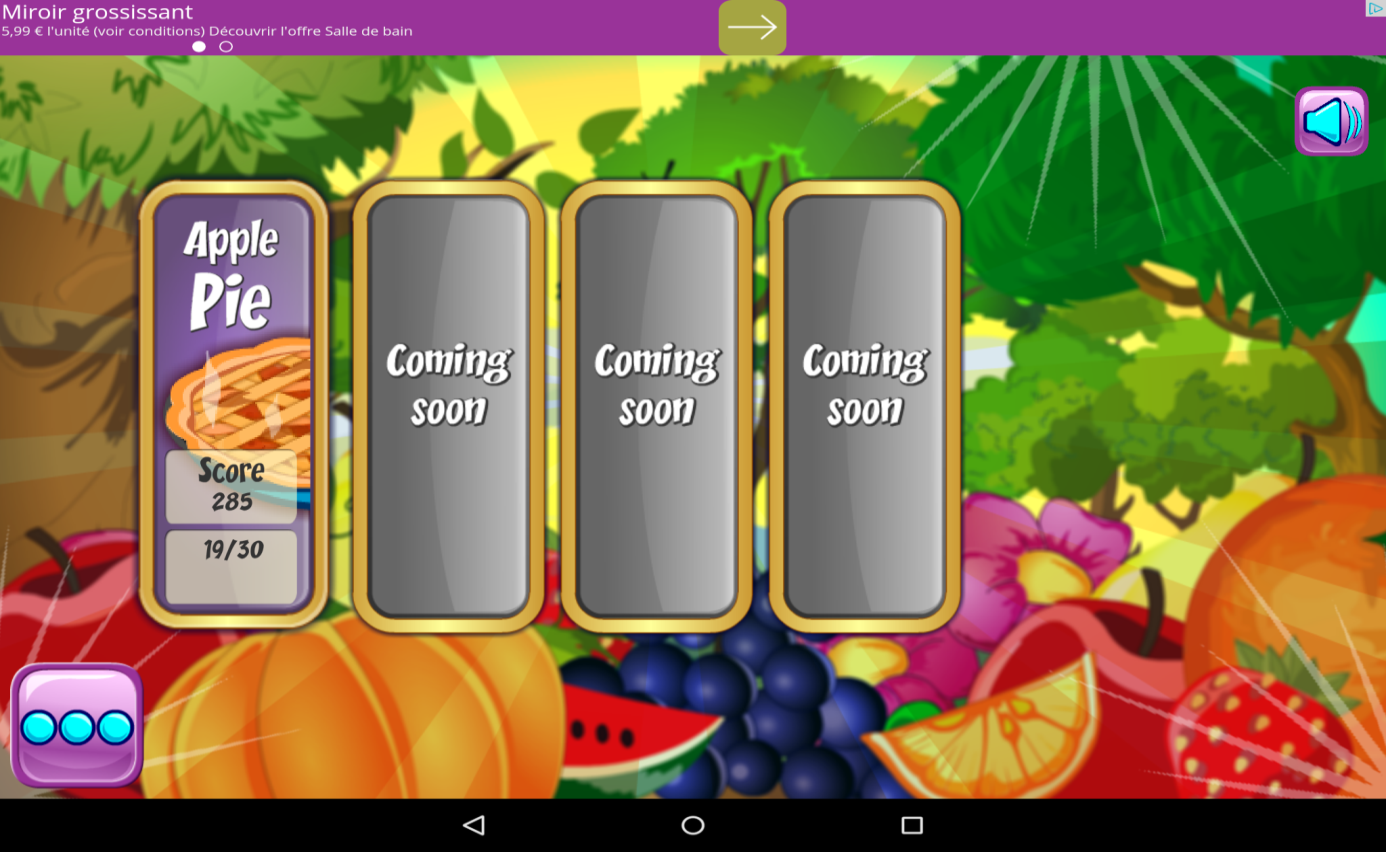 Miroir grossissant
5,99 € l'unité (voir conditions) Découvrir l'offre Salle de bain
Apple
Pie
Score
285
19/30
Coming
soon
Coming
soon
Coming
soon